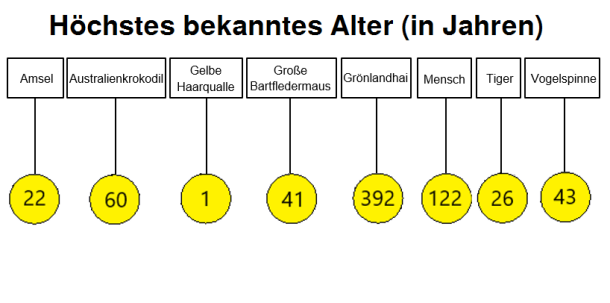 Höchstes bekanntes Alter (in Jahren)
Amsel
Australienkrokodil
Gelbe
Haarqualle
Große
Bartfledermaus
Grönlandhai
Mensch
Tiger
Vogelspinne
22
60
1
41
392
122
26
43